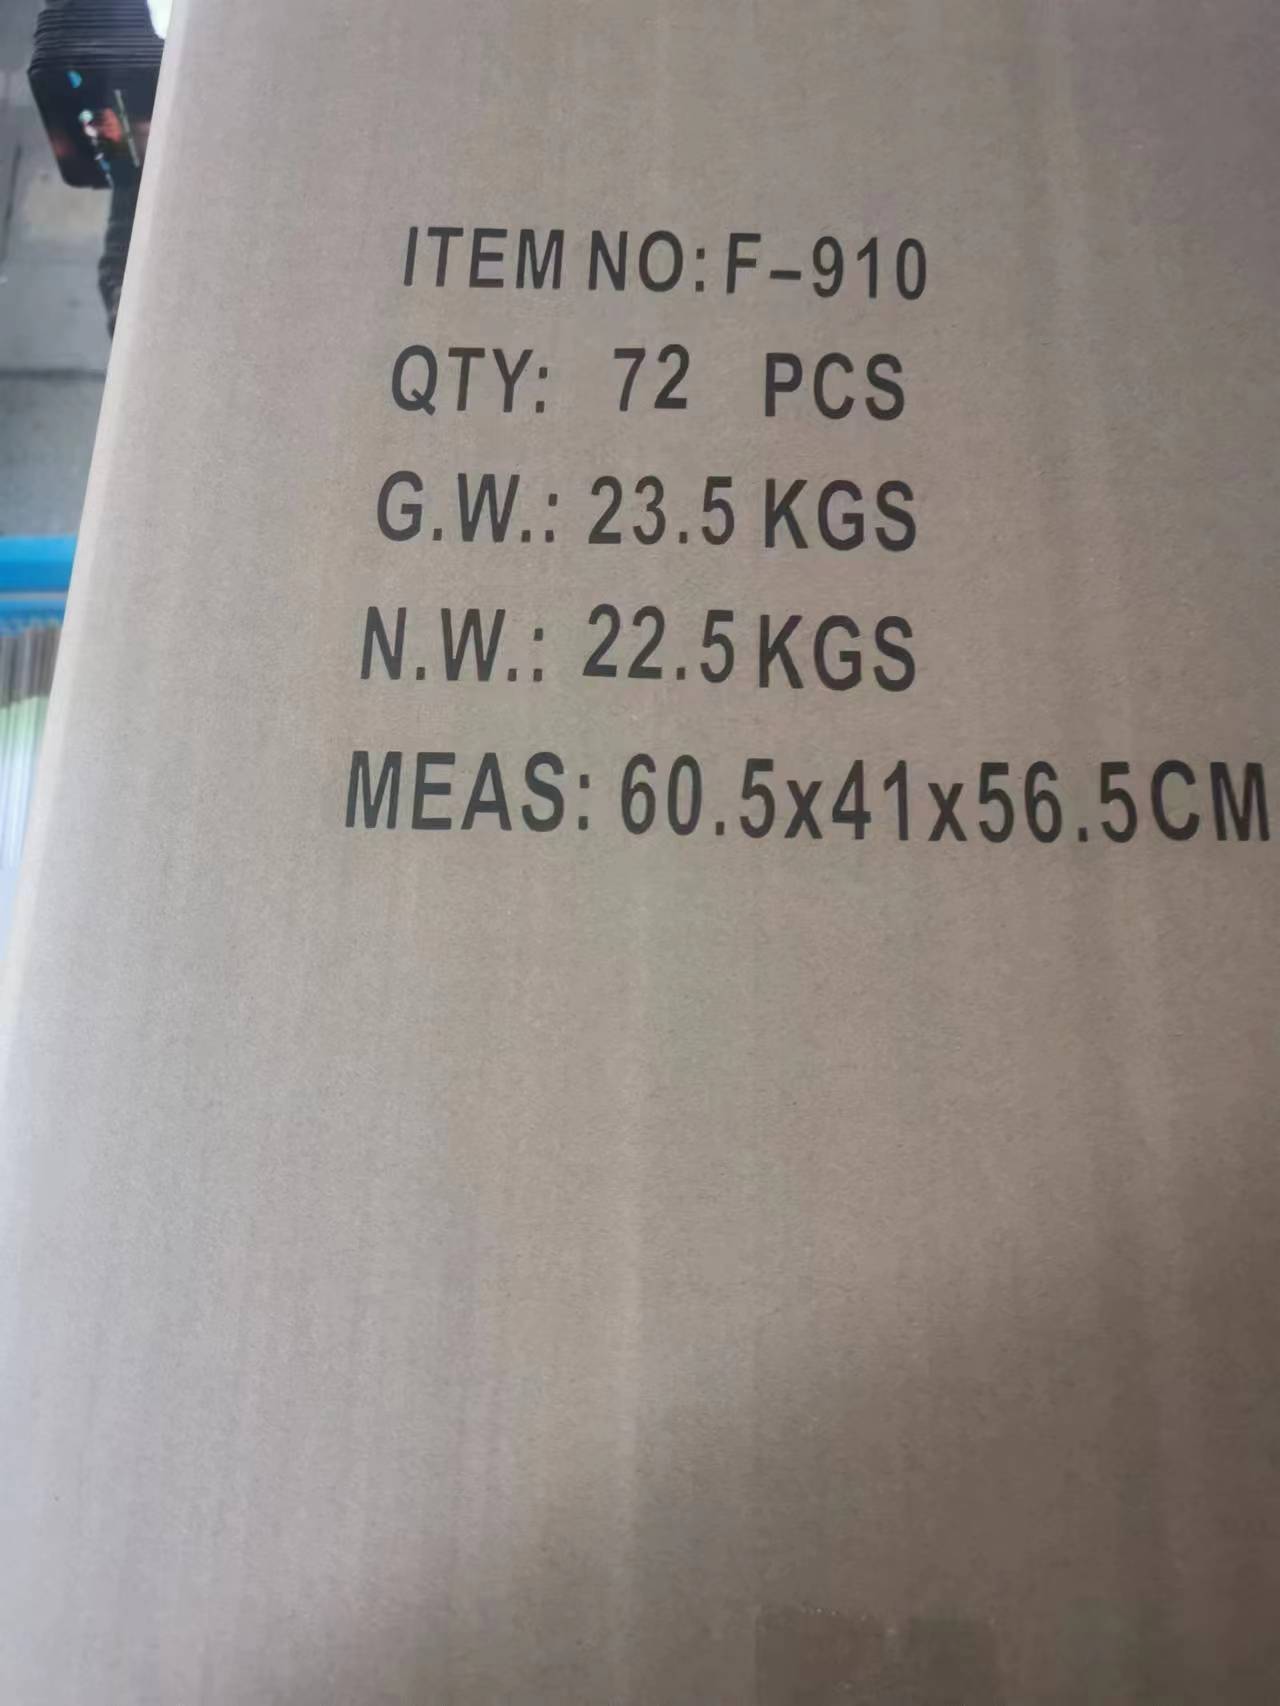 ITEM NO: F-910
QTY: 72 PCS
G.W.: 23.5 KGS
N.W.: 22.5 KGS
MEAS: 60.5x41x56.5CM